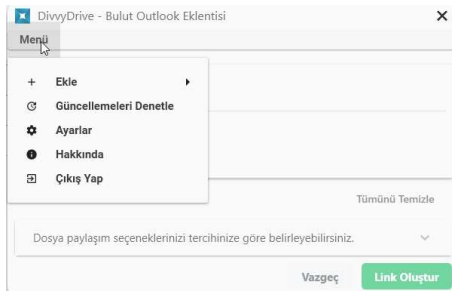 DivvyDrive - Bulut Outlook Eklentisi
Menü
Ekle
Güncellemeleri Denetle
Ayarlar
Hakkında
Çıkış Yap
Tümünü Temizle
Dosya paylaşım seçeneklerinizi tercihinize göre belirleyebilirsiniz.
Vazgeç Link Oluştur